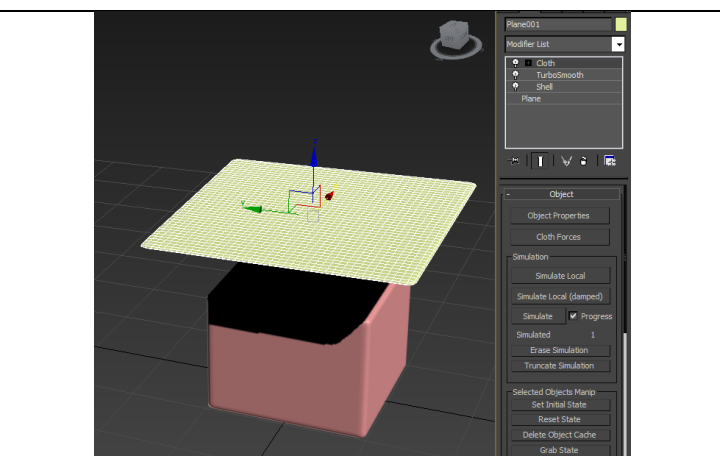 Plane001
Modifier List
Cloth
TurboSmooth
Shell
Plane
Object
Object Properties
Cloth Forces
Simulation
Simulate Local
Simulate Local (damped)
Simulate Progress
Simulated 1
Erase Simulation
Truncate Simulation
Selected Objects Manip
Set Initial State
Reset State
Delete Object Cache
Grab State
z
y